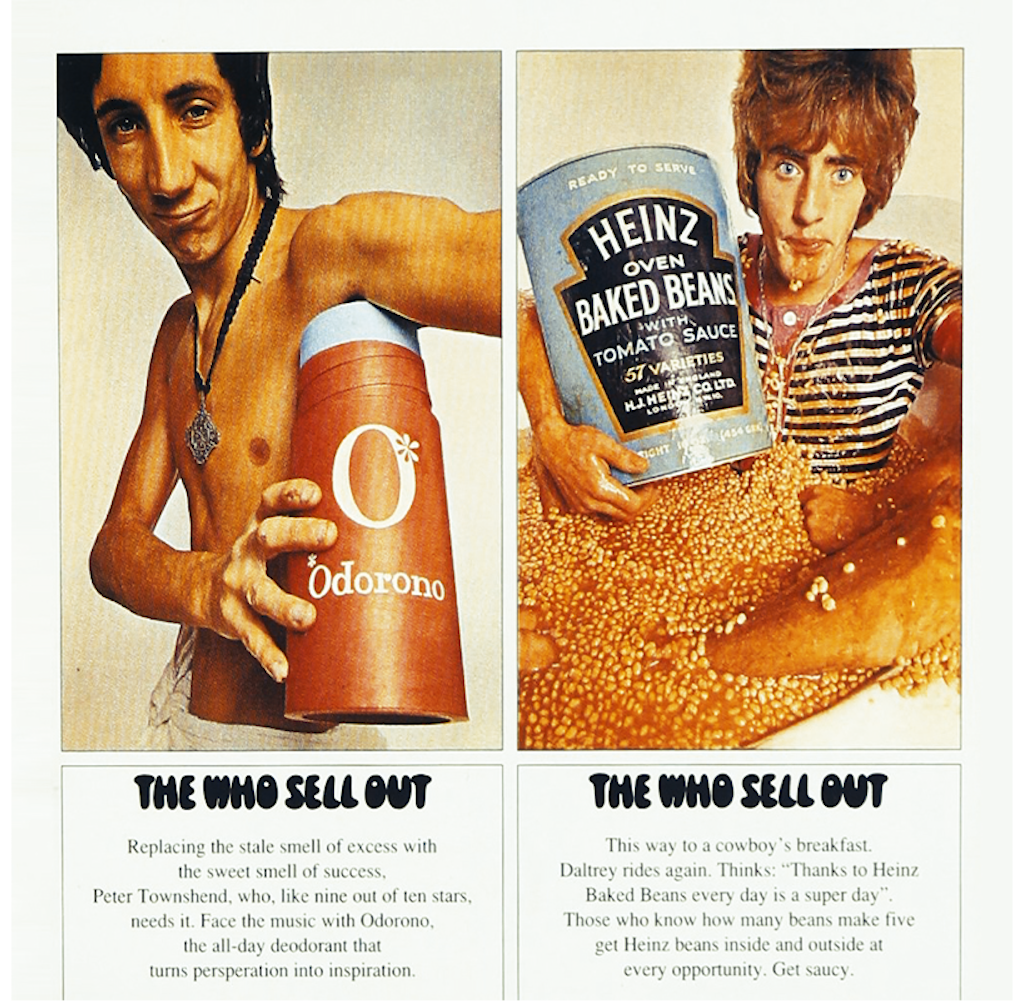 O*
*Odorono
READY TO SERVE
HEINZ
OVEN
BAKED BEANS
WITH
TOMATO SAUCE
57 VARIETIES
MADE IN ENGLAND
H.J. HEINZ CO. LTD.
THE WHO SELL OUT
Replacing the stale smell of excess with
the sweet smell of success,
Peter Townshend, who, like nine out of ten stars,
needs it. Face the music with Odorono,
the all-day deodorant that
turns persperation into inspiration.
THE WHO SELL OUT
This way to a cowboy's breakfast.
Daltrey rides again. Thinks: “Thanks to Heinz
Baked Beans every day is a super day”.
Those who know how many beans make five
get Heinz beans inside and outside at
every opportunity. Get saucy.